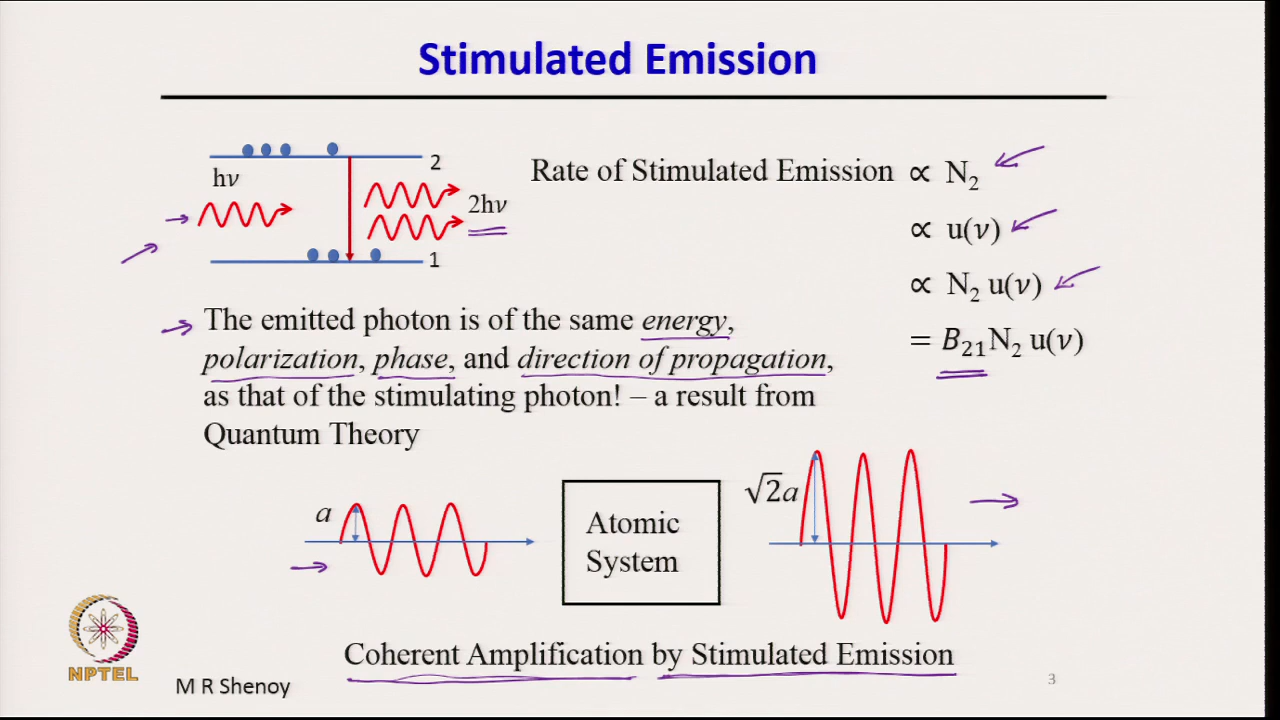 Stimulated Emission
hν
2
2hν
1
Rate of Stimulated Emission ∝ N₂
∝ u(ν)
∝ N₂ u(ν)
= B₂₁N₂ u(ν)
The emitted photon is of the same energy,
polarization, phase, and direction of propagation,
as that of the stimulating photon! – a result from
Quantum Theory
a
Atomic
System
√2a
Coherent Amplification by Stimulated Emission
NPTEL
M R Shenoy
3